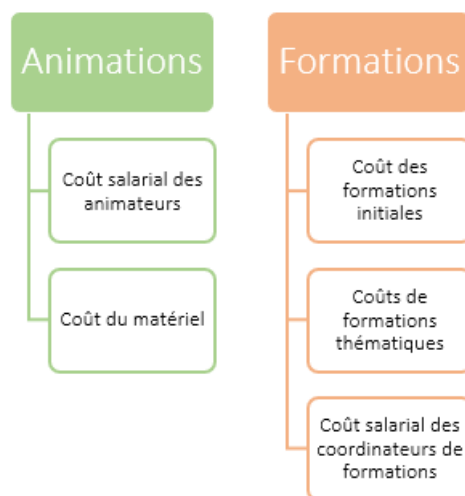 Animations
Coût salarial des
animateurs
Coût du matériel
Formations
Coût des
formations
initiales
Coûts de
formations
thématiques
Coût salarial des
coordinateurs de
formations